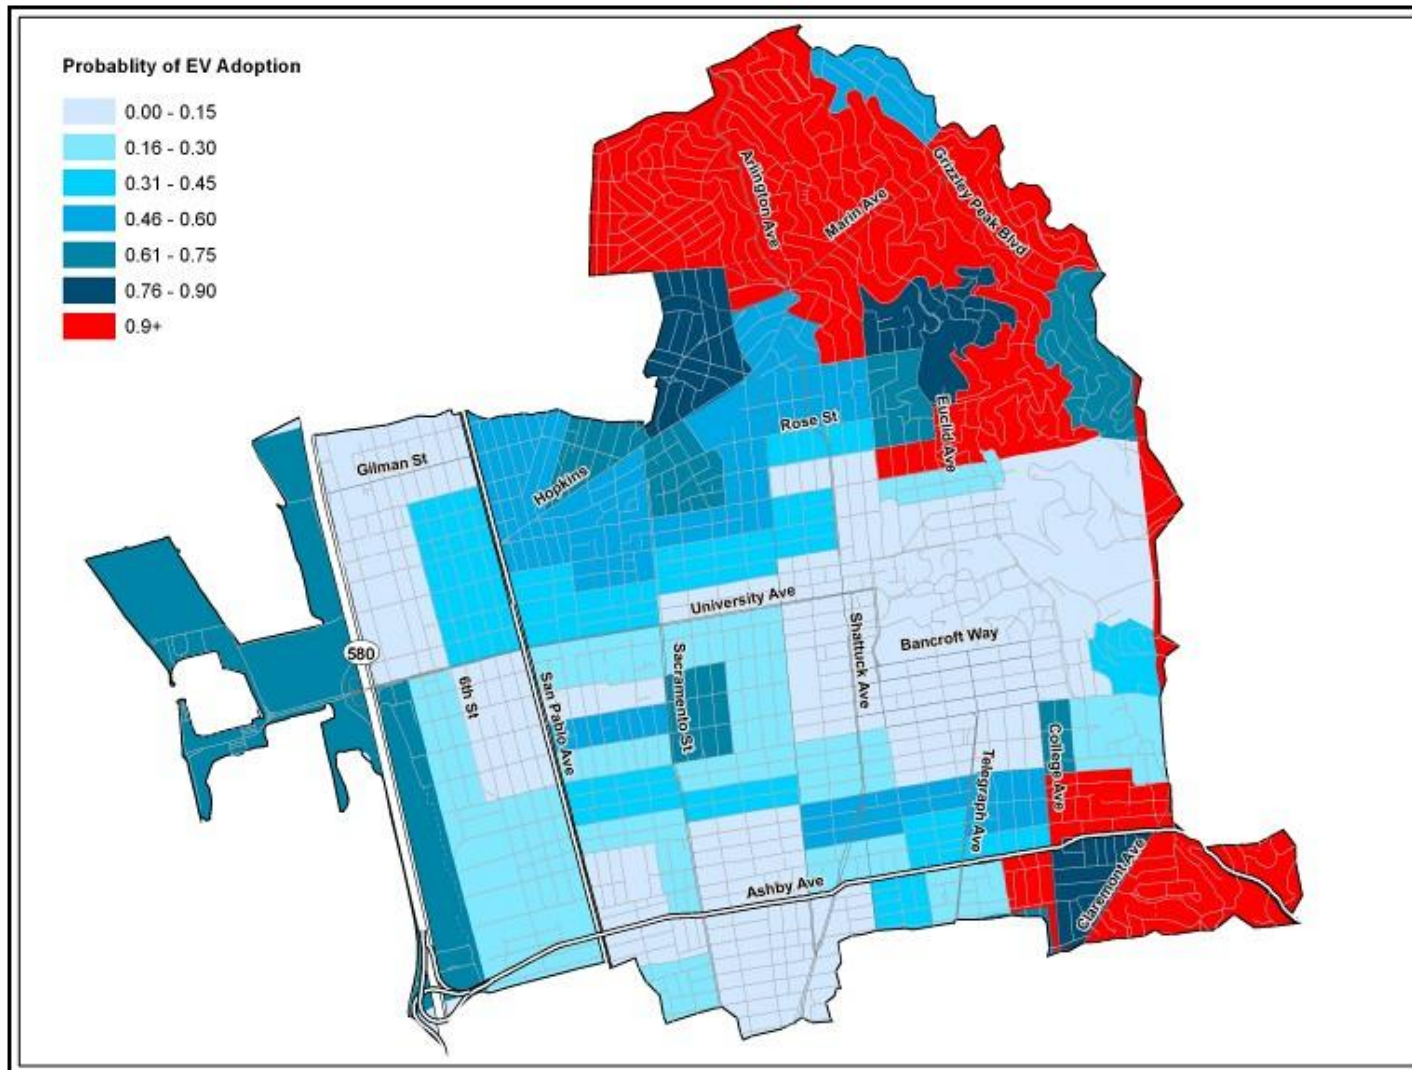 Probablity of EV Adoption
0.00 - 0.15
0.16 - 0.30
0.31 - 0.45
0.46 - 0.60
0.61 - 0.75
0.76 - 0.90
0.9+
Arlington Ave
Marin Ave
Grizzley Peak Blvd
Euclid Ave
Rose St
Hopkins
Gilman St
University Ave
580
6th St
San Pablo Ave
Sacramento St
Shattuck Ave
Bancroft Way
Telegraph Ave
College Ave
Ashby Ave
Claremont Ave